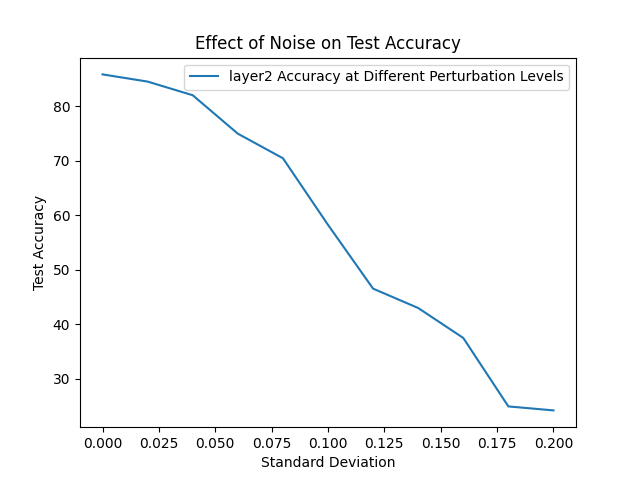 Effect of Noise on Test Accuracy
layer2 Accuracy at Different Perturbation Levels
Test Accuracy
80
70
60
50
40
30
0.000 0.025 0.050 0.075 0.100 0.125 0.150 0.175 0.200
Standard Deviation